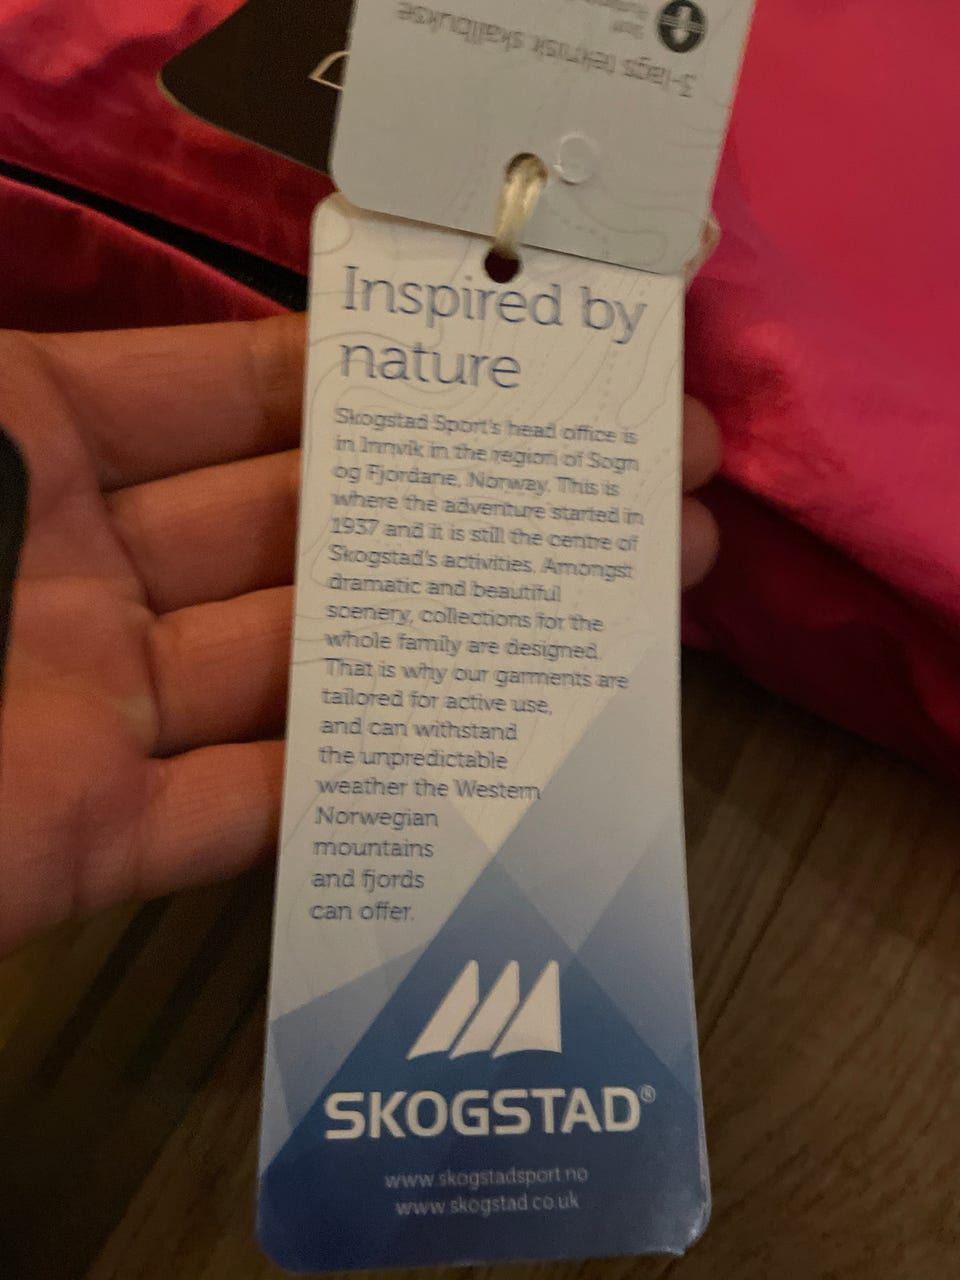 3-lags teknisk skallbukse
Inspired by
nature
Skogstad Sport's head office is
in Innvik in the region of Sogn
og Fjordane, Norway. This is
where the adventure started in
1937 and it is still the centre of
Skogstad's activities. Amongst
dramatic and beautiful
scenery, collections for the
whole family are designed.
That is why our garments are
tailored for active use,
and can withstand
the unpredictable
weather the Western
Norwegian
mountains
and fjords
can offer.
SKOGSTAD®
www.skogstadsport.no
www.skogstad.co.uk